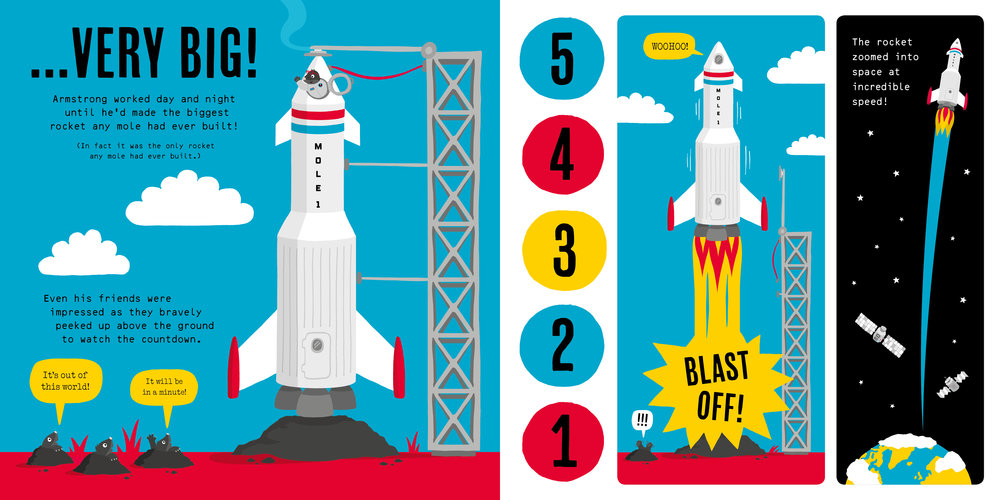 ...VERY BIG!
Armstrong worked day and night
until he'd made the biggest
rocket any mole had ever built!
(In fact it was the only rocket
any mole had ever built.)
MOLE 1
Even his friends were
impressed as they bravely
peeked up above the ground
to watch the countdown.
It's out of
this world!
It will be
in a minute!
5
4
3
2
1
WOOHOO!
MOLE 1
BLAST
OFF!
!!!
The rocket
zoomed into
space at
incredible
speed!